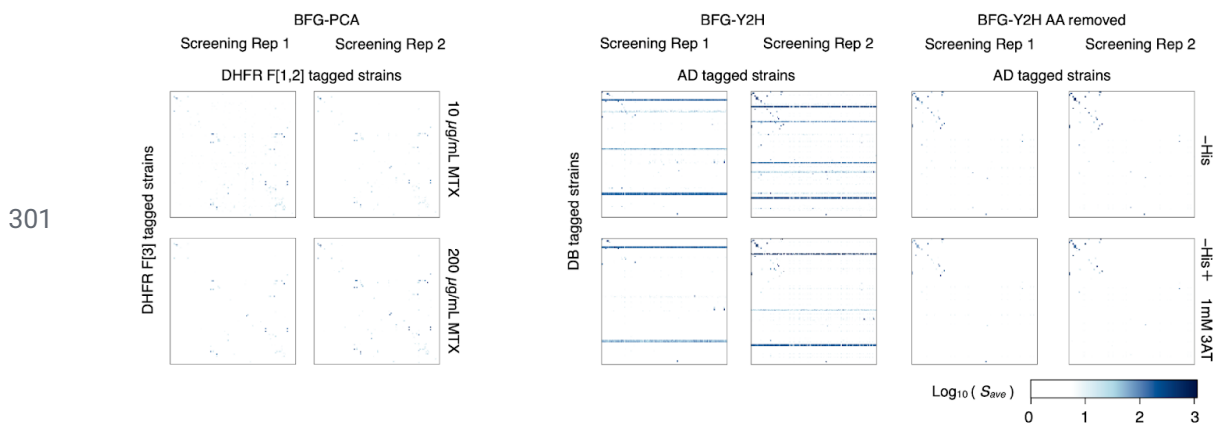 BFG-PCA
Screening Rep 1
Screening Rep 2
DHFR F[1,2] tagged strains
DHFR F[3] tagged strains
10 µg/mL MTX
200 µg/mL MTX
301
BFG-Y2H
Screening Rep 1
Screening Rep 2
AD tagged strains
DB tagged strains
BFG-Y2H AA removed
Screening Rep 1
Screening Rep 2
AD tagged strains
−His
−His+ 1mM 3AT
Log10 ( Save )
0 1 2 3